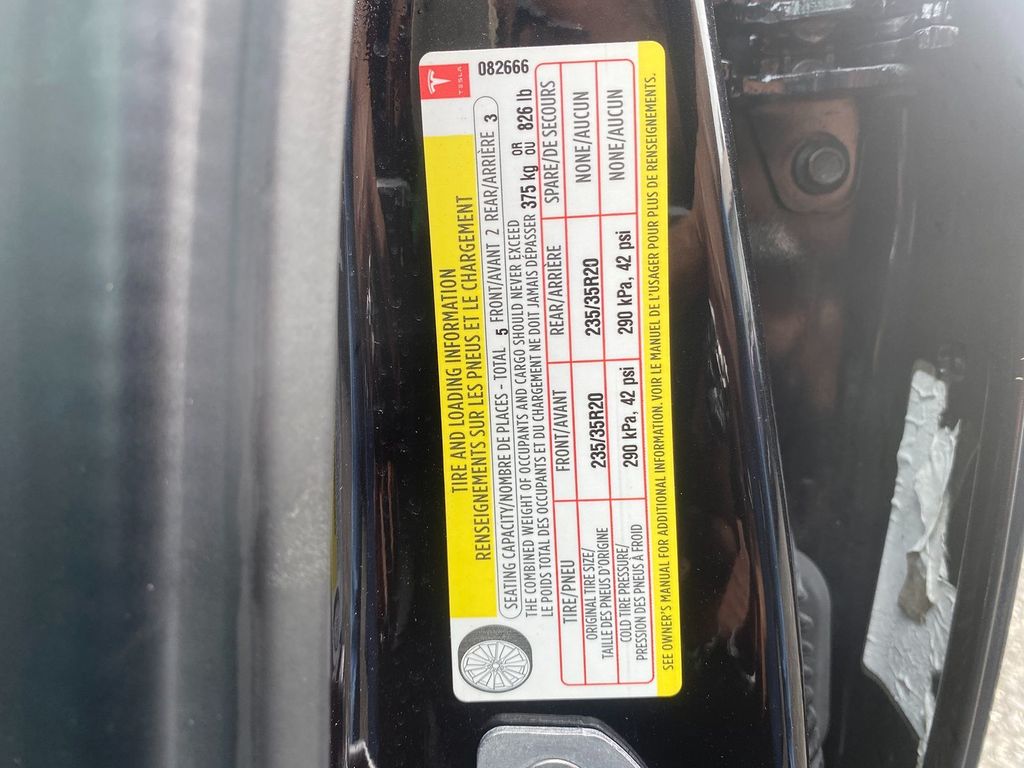 TESLA
082666
TIRE AND LOADING INFORMATION
RENSEIGNEMENTS SUR LES PNEUS ET LE CHARGEMENT
SEATING CAPACITY/NOMBRE DE PLACES - TOTAL 5 FRONT/AVANT 2 REAR/ARRIÈRE 3
THE COMBINED WEIGHT OF OCCUPANTS AND CARGO SHOULD NEVER EXCEED
LE POIDS TOTAL DES OCCUPANTS ET DU CHARGEMENT NE DOIT JAMAIS DÉPASSER
375 kg OR OU 826 lb
TIRE/PNEU FRONT/AVANT REAR/ARRIÈRE SPARE/DE SECOURS
ORIGINAL TIRE SIZE/
TAILLE DES PNEUS D'ORIGINE
235/35R20 235/35R20 NONE/AUCUN
COLD TIRE PRESSURE/
PRESSION DES PNEUS À FROID
290 kPa, 42 psi 290 kPa, 42 psi NONE/AUCUN
SEE OWNER'S MANUAL FOR ADDITIONAL INFORMATION. VOIR LE MANUEL DE L'USAGER POUR PLUS DE RENSEIGNEMENTS.